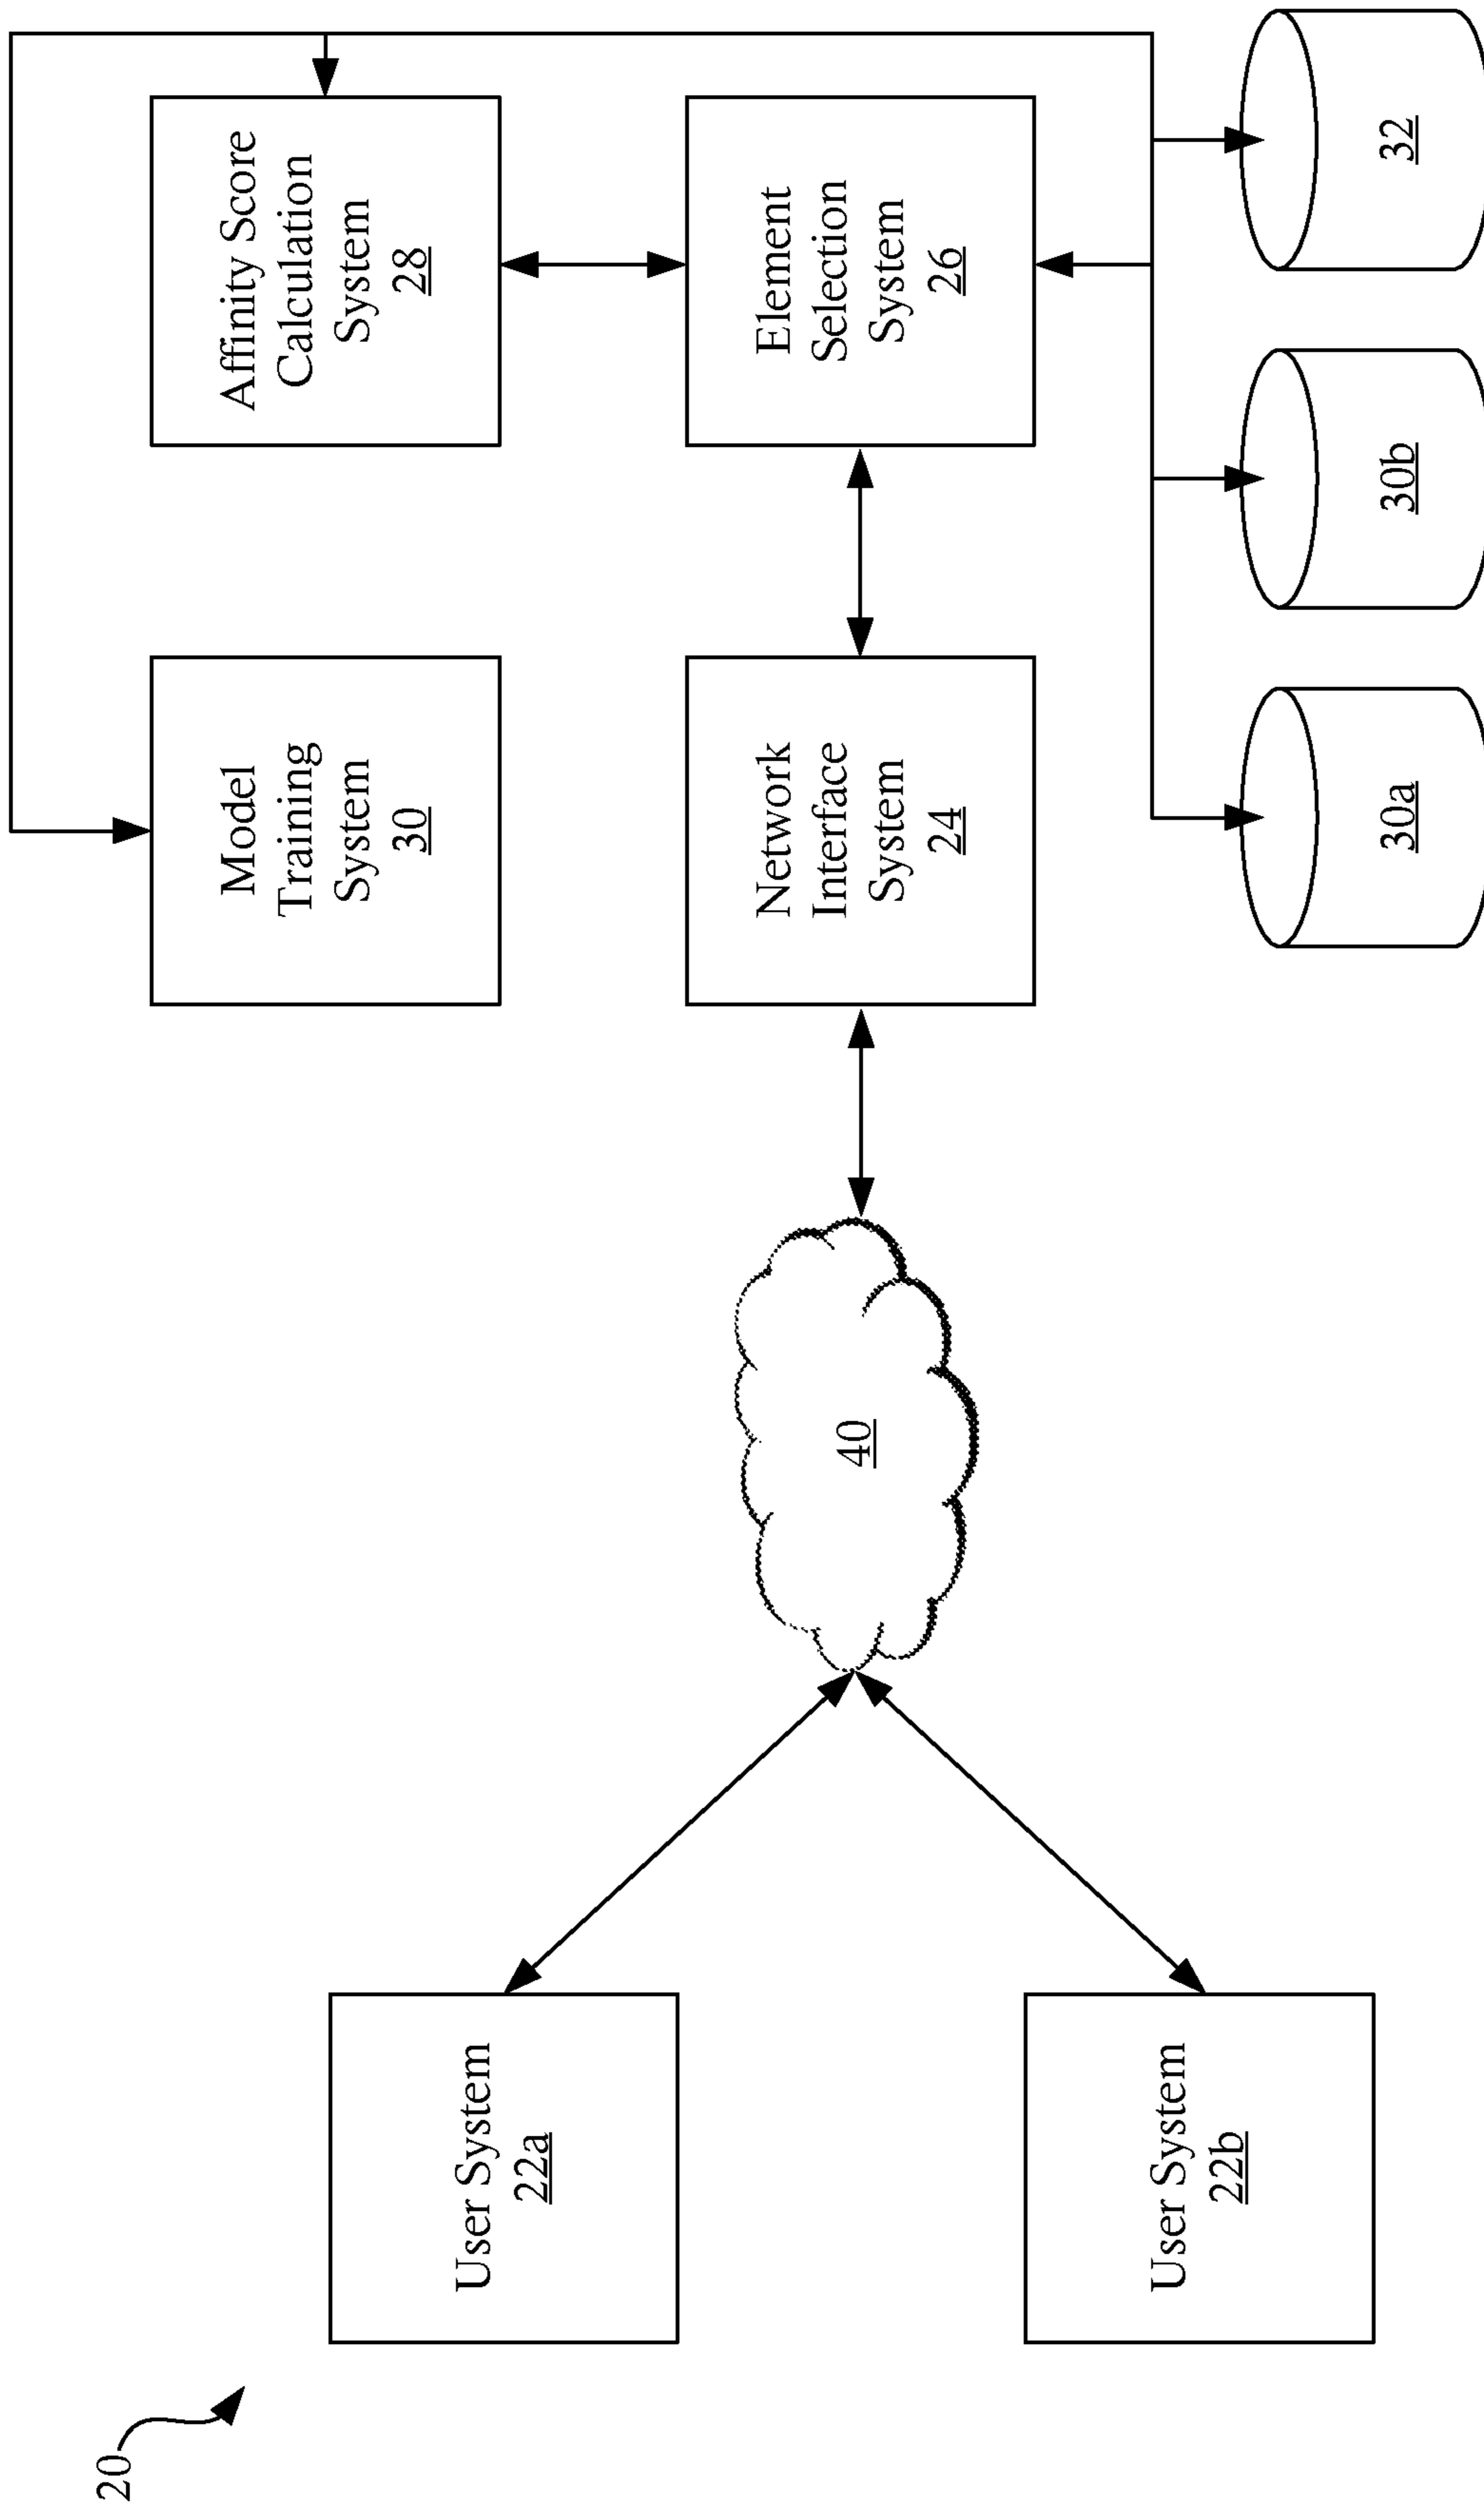 20
User System
22a
User System
22b
40
Model
Training
System
30
Network
Interface
System
24
Affinity Score
Calculation
System
28
Element
Selection
System
26
30a
30b
32